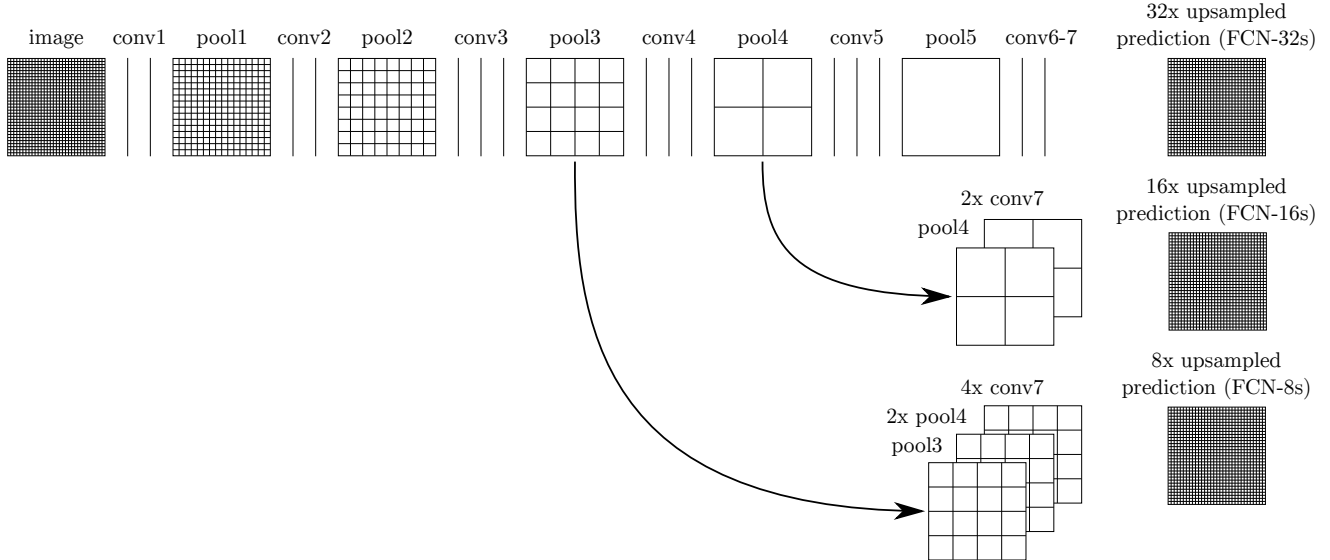 image
conv1
pool1
conv2
pool2
conv3
pool3
conv4
pool4
conv5
pool5
conv6-7
32x upsampled
prediction (FCN-32s)
2x conv7
pool4
16x upsampled
prediction (FCN-16s)
4x conv7
2x pool4
pool3
8x upsampled
prediction (FCN-8s)